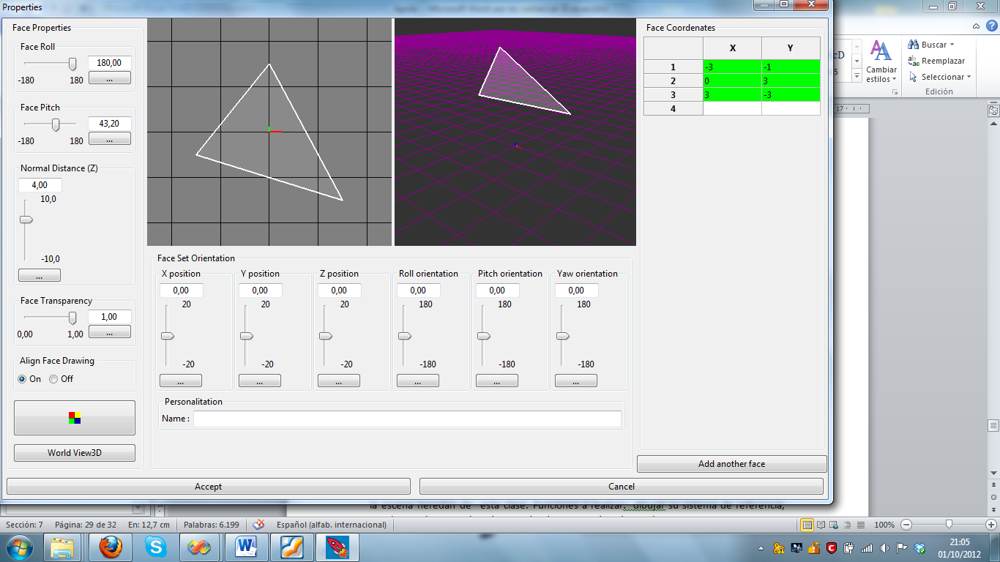 Properties
Face Properties
Face Roll
180,00
-180 180 ...
Face Pitch
43,20
-180 180 ...
Normal Distance (Z)
4,00
10,0
-10,0
...
Face Transparency
1,00
0,00 1,00 ...
Align Face Drawing
On Off
World View3D
Face Set Orientation
X position Y position Z position Roll orientation Pitch orientation Yaw orientation
0,00 0,00 0,00 0,00 0,00 0,00
20 20 20 180 180 180
-20 -20 -20 -180 -180 -180
... ... ... ... ... ...
Personalitation
Name :
Face Coordenates
X Y
1 -3 -1
2 0 3
3 3 -3
4
Add another face
Accept Cancel
Cambiar
estilos
Buscar
Reemplazar
Seleccionar
Edición
17
la escena heredan de esta clase. Funciones a realizar: dibujar su sistema de referencia,
Sección: 7 Página: 29 de 32 En: 12,7 cm Palabras: 6.199 Español (alfab. internacional) 100%
21:05
01/10/2012